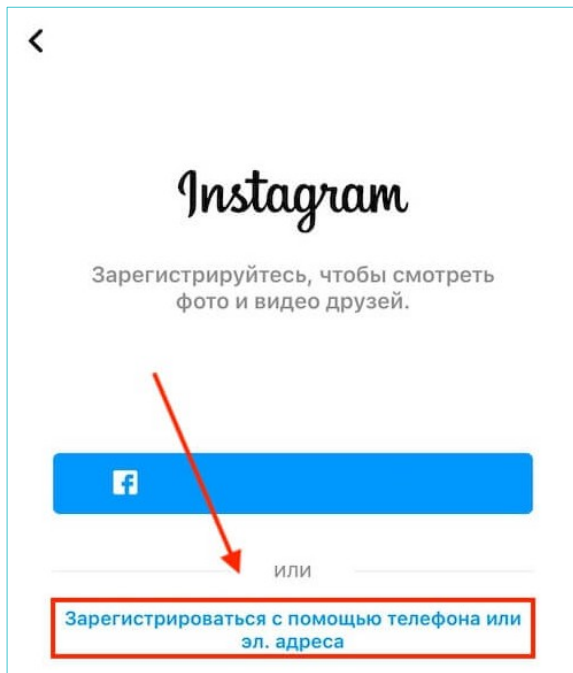 Instagram
Зарегистрируйтесь, чтобы смотреть
фото и видео друзей.
или
Зарегистрироваться с помощью телефона или
эл. адреса